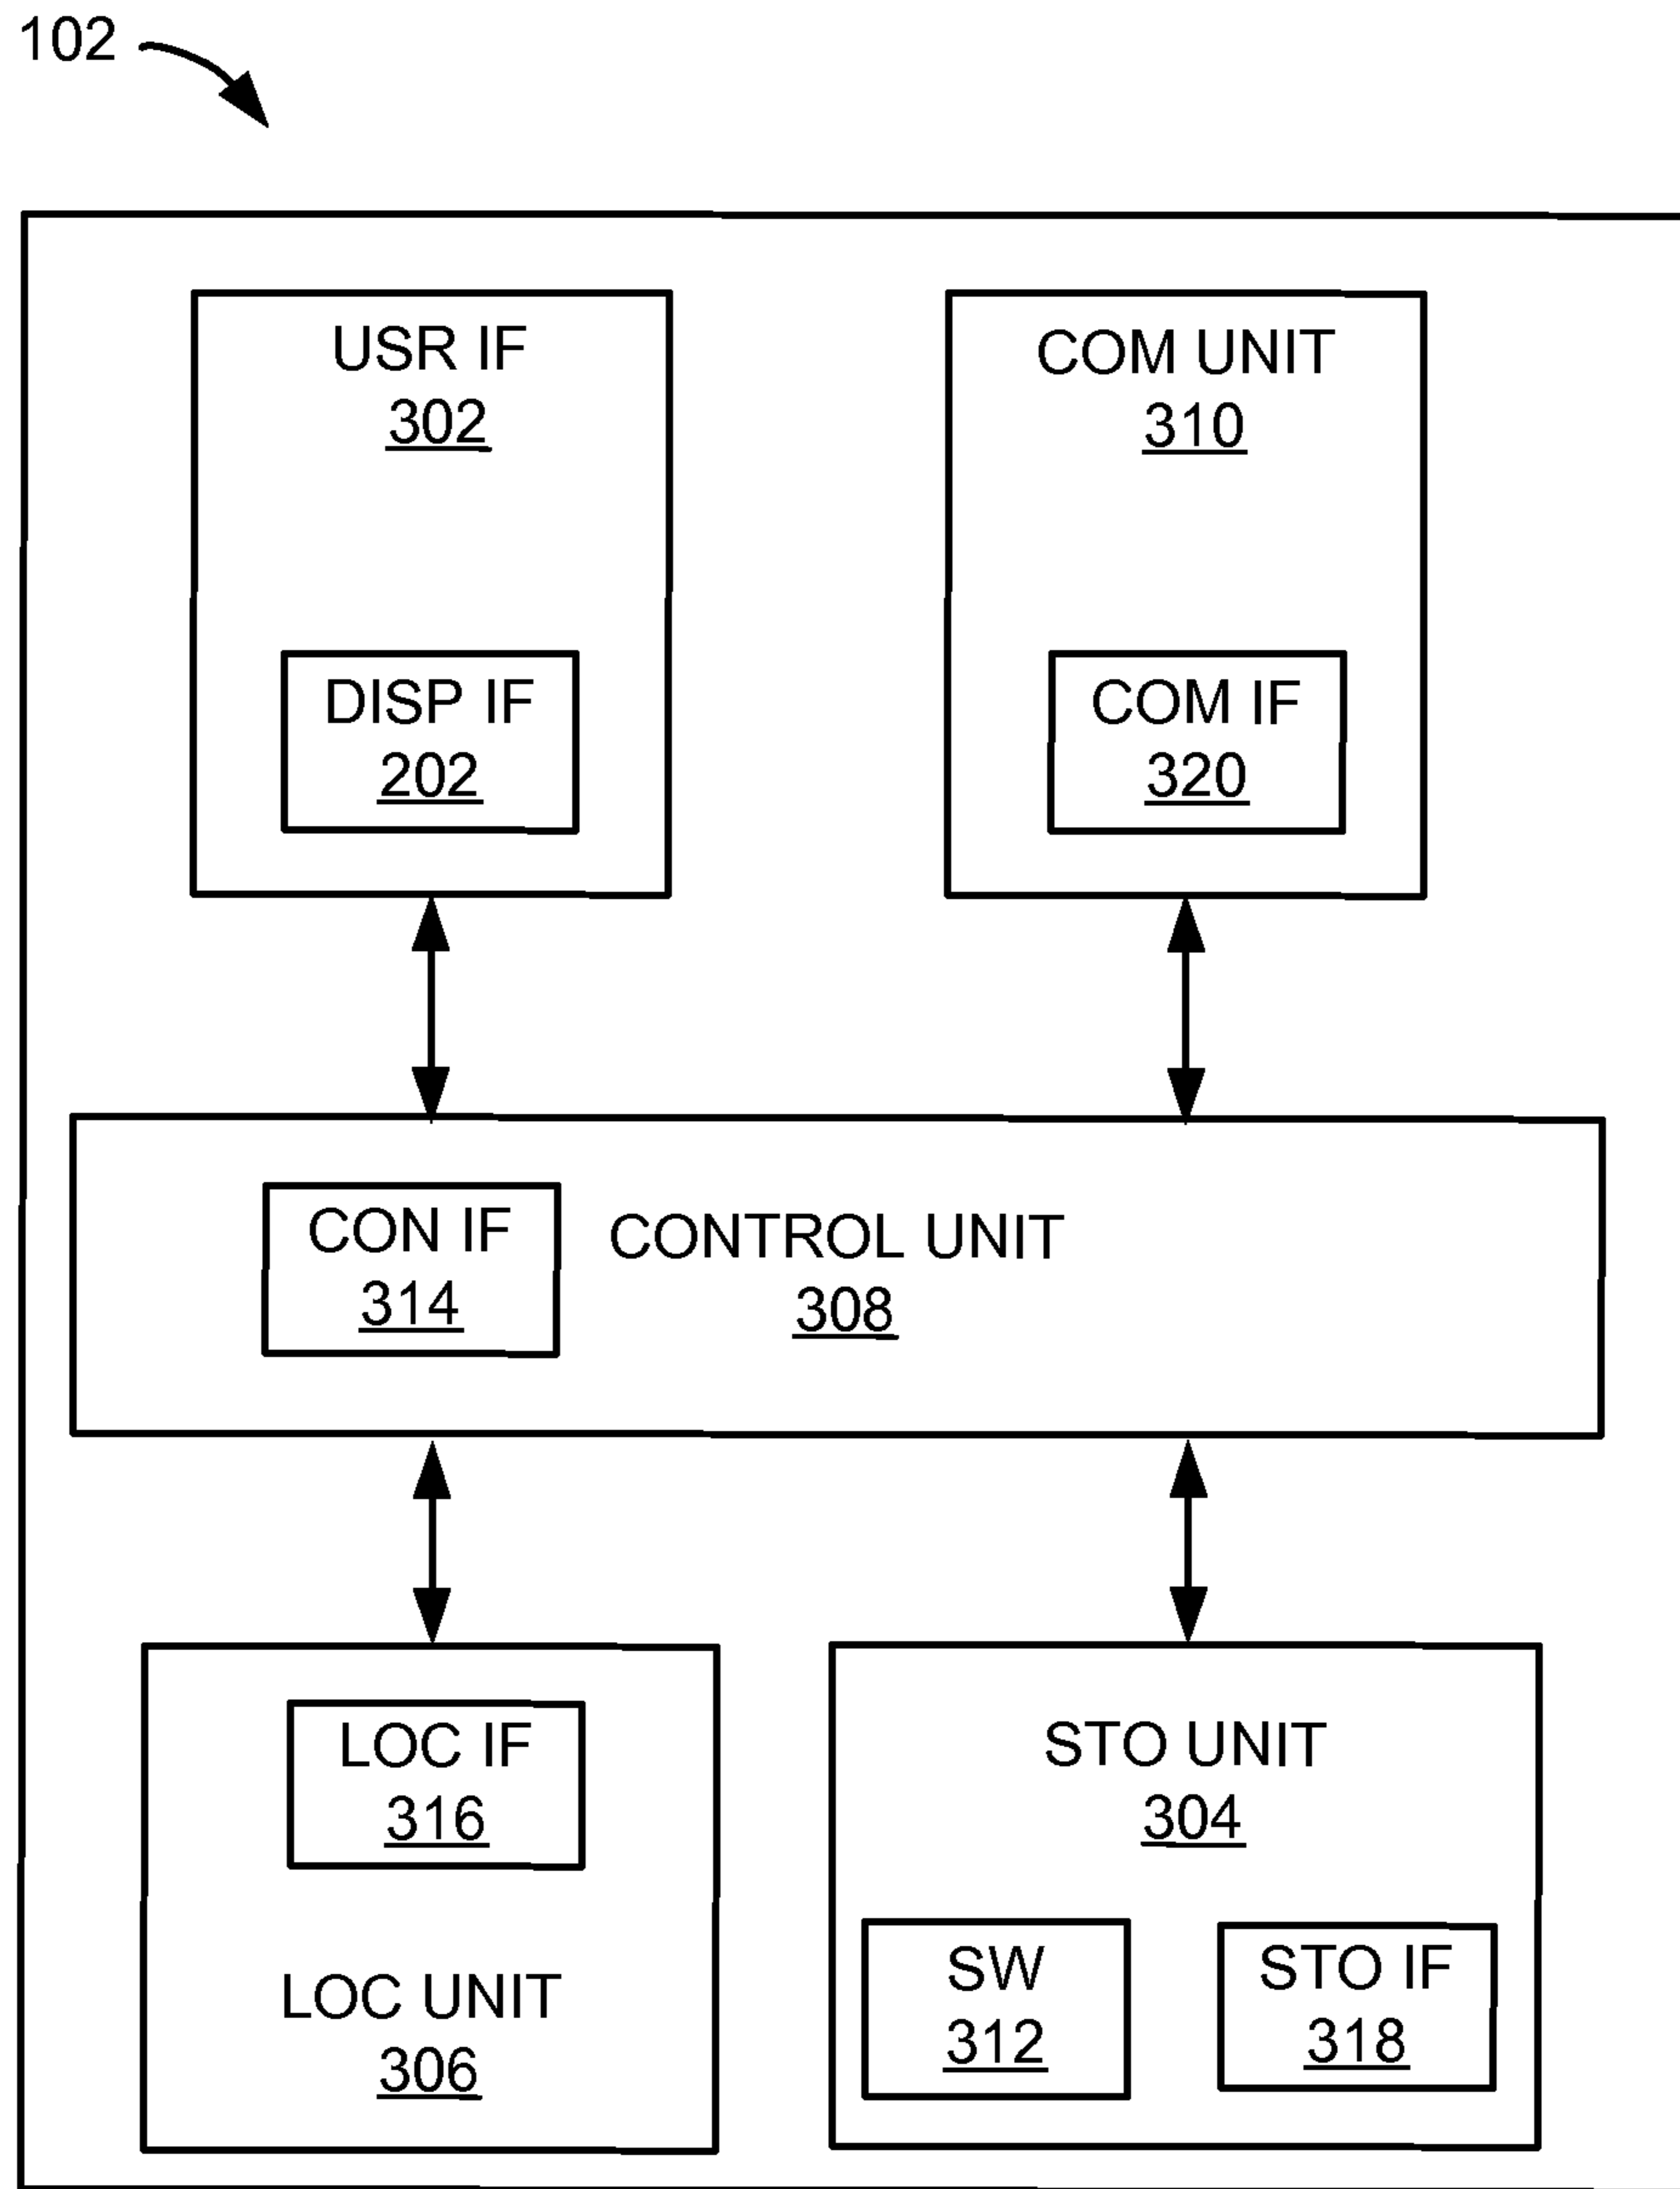 102
USR IF
302
DISP IF
202
COM UNIT
310
COM IF
320
CON IF
314
CONTROL UNIT
308
LOC IF
316
LOC UNIT
306
STO UNIT
304
SW
312
STO IF
318